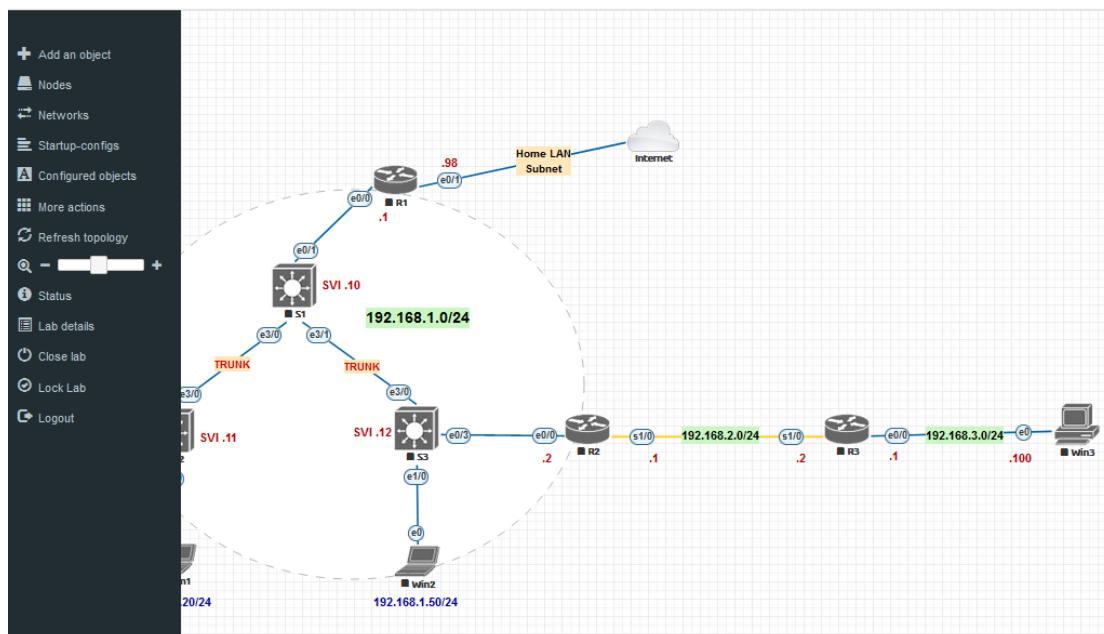 Add an object
Nodes
Networks
Startup-configs
Configured objects
More actions
Refresh topology
Status
Lab details
Close lab
Lock Lab
Logout
Internet
Home LAN
Subnet
.98
e0/1
R1
e0/0
.1
e0/1
SVI .10
S1
192.168.1.0/24
e3/0
e3/1
TRUNK
TRUNK
e3/0
e3/0
SVI .11
2
SVI .12
S3
e0/3
e0/0
.2
R2
s1/0
.1
192.168.2.0/24
s1/0
.2
R3
e0/0
.1
192.168.3.0/24
e0
.100
Win3
e1/0
e0
n1
.20/24
Win2
192.168.1.50/24